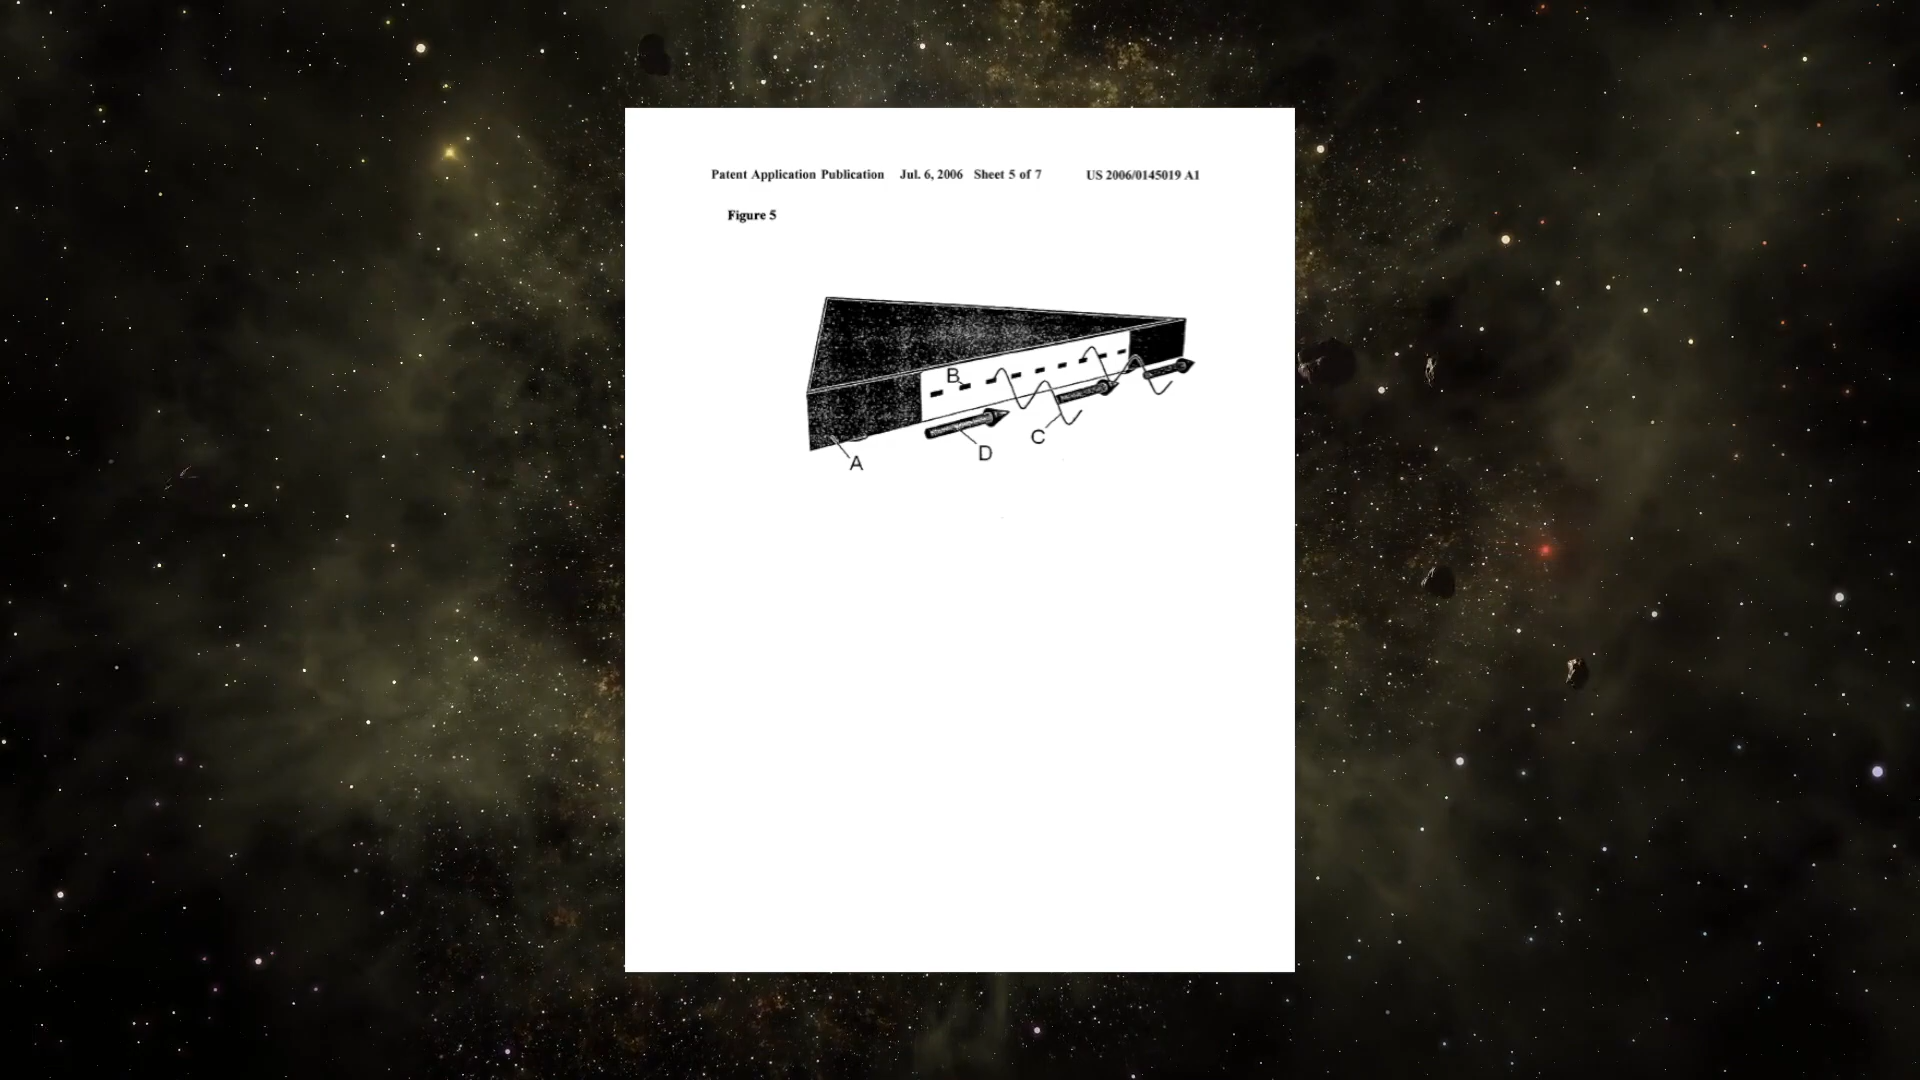 Patent Application Publication Jul. 6, 2006 Sheet 5 of 7 US 2006/0145019 A1
Figure 5
B
C
D
A